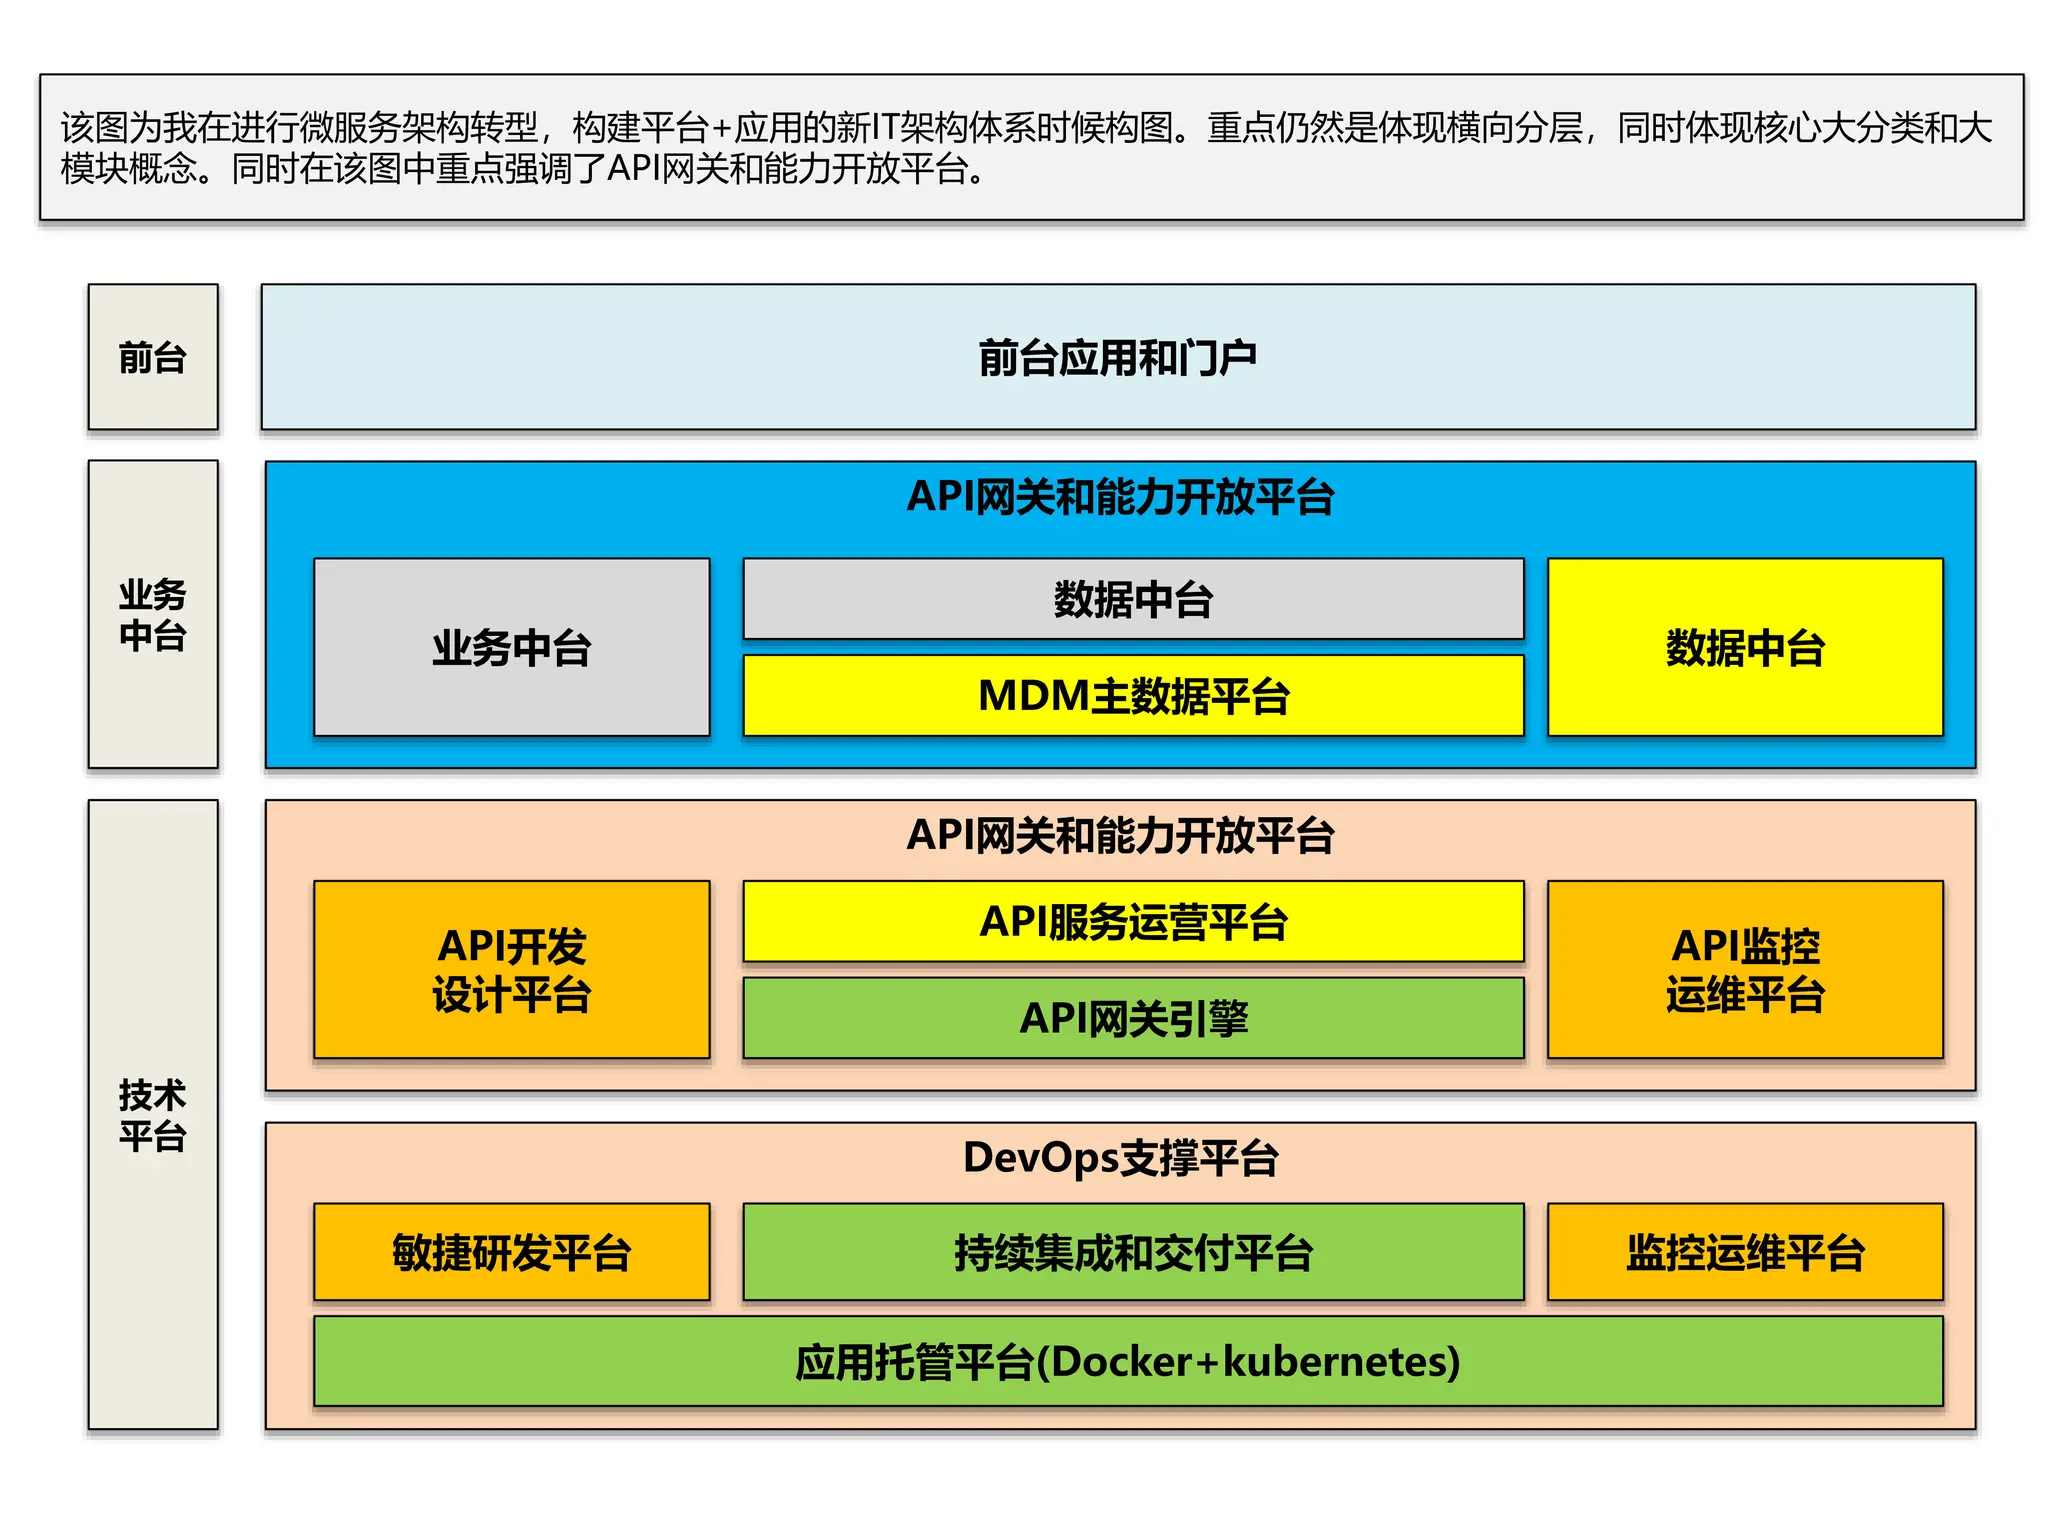 该图为我在进行微服务架构转型，构建平台+应用的新IT架构体系时候构图。重点仍然是体现横向分层，同时体现核心大分类和大
模块概念。同时在该图中重点强调了API网关和能力开放平台。
前台
前台应用和门户
业务
中台
API网关和能力开放平台
业务中台
数据中台
MDM主数据平台
数据中台
技术
平台
API网关和能力开放平台
API开发
设计平台
API服务运营平台
API网关引擎
API监控
运维平台
DevOps支撑平台
敏捷研发平台
持续集成和交付平台
监控运维平台
应用托管平台(Docker+kubernetes)